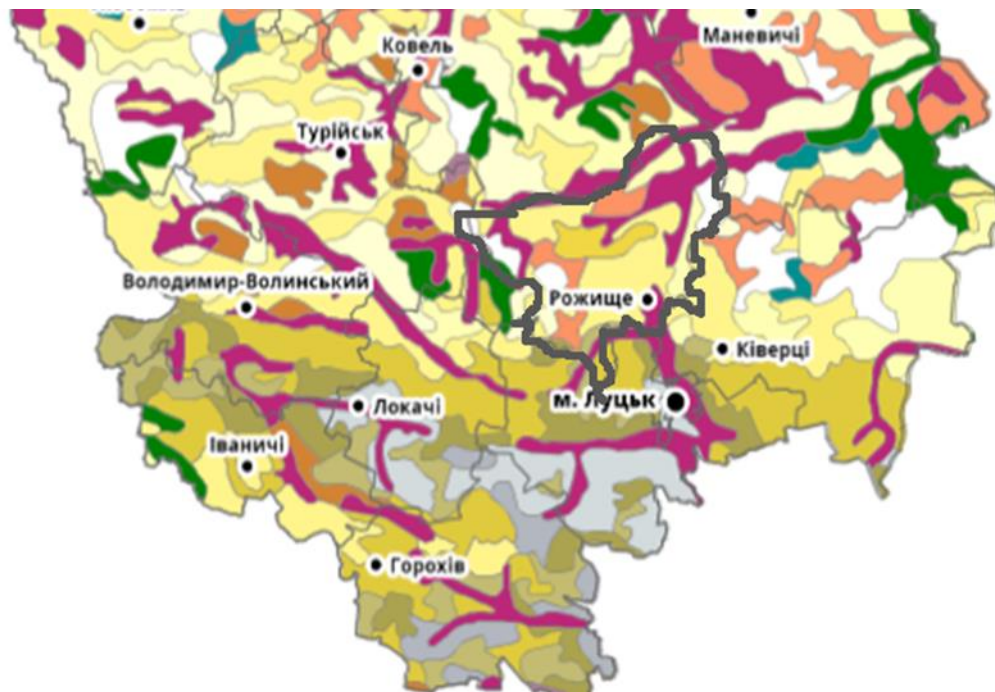 Ковель
Маневичі
Турійськ
Володимир-Волинський
Рожище
Ківерці
м. Луцьк
Локачі
Іваничі
Горохів